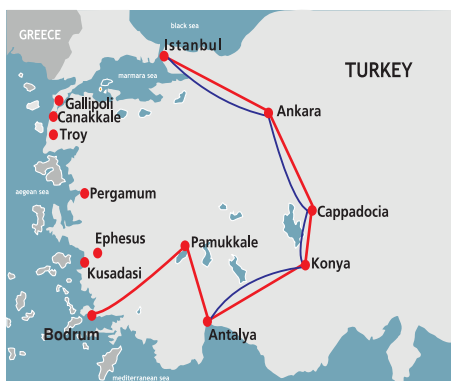 black sea
GREECE
Istanbul
marmara sea
TURKEY
Gallipoli
Canakkale
Ankara
Troy
aegean sea
Pergamum
Cappadocia
Ephesus
Pamukkale
Kusadasi
Konya
Bodrum
Antalya
mediterranean sea